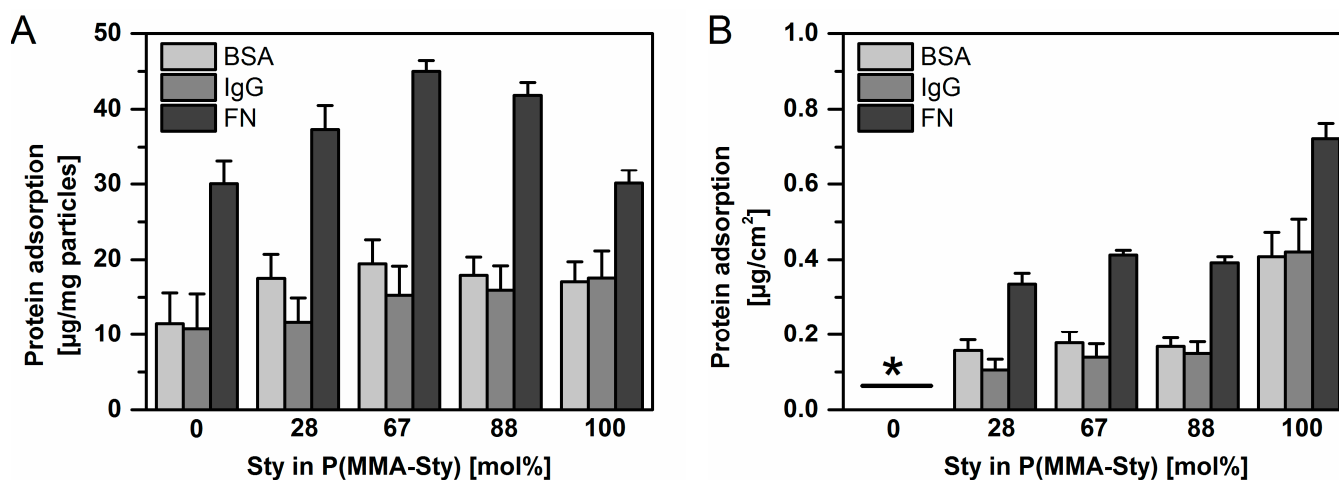 A
Protein adsorption
[µg/mg particles]
50
40
30
20
10
0
BSA
IgG
FN
0 28 67 88 100
Sty in P(MMA-Sty) [mol%]
B
Protein adsorption
[µg/cm²]
1.0
0.8
0.6
0.4
0.2
0.0
BSA
IgG
FN
*
0 28 67 88 100
Sty in P(MMA-Sty) [mol%]